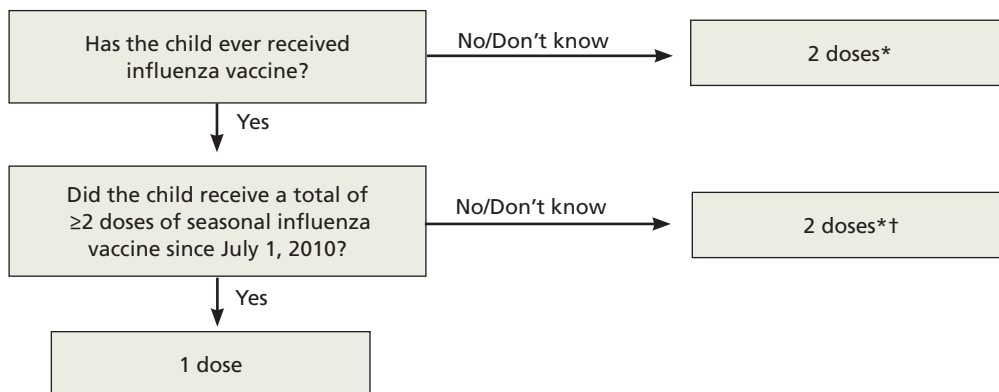 Has the child ever received
influenza vaccine?
No/Don't know
2 doses*
Yes
Did the child receive a total of
≥2 doses of seasonal influenza
vaccine since July 1, 2010?
No/Don't know
2 doses*†
Yes
1 dose